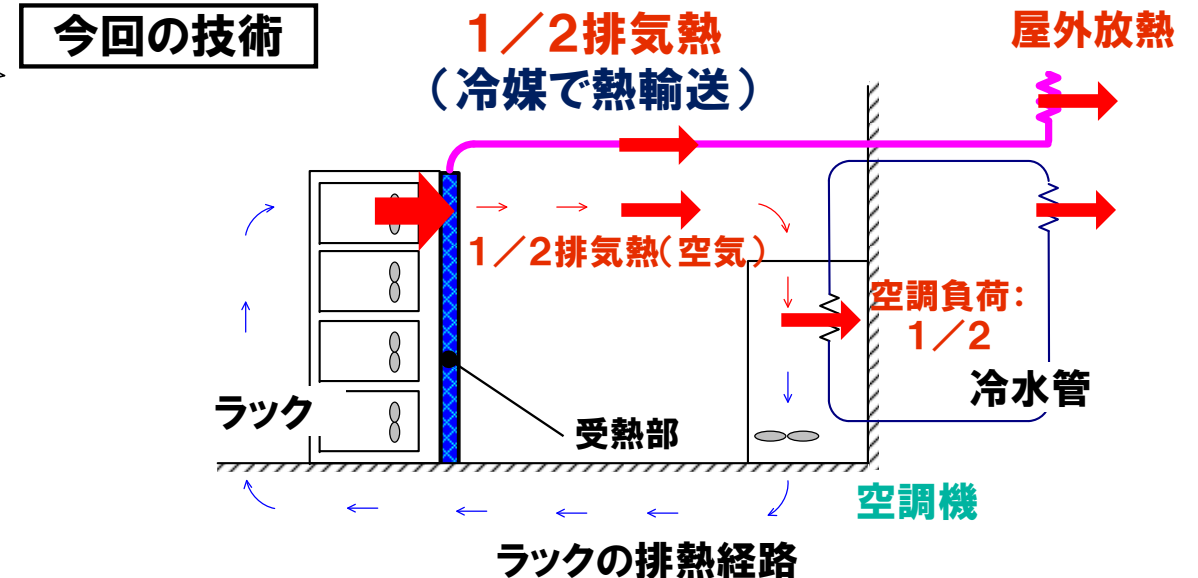 今回の技術
1／2排気熱
（冷媒で熱輸送）
屋外放熱
1／2排気熱（空気）
空調負荷：
1／2
冷水管
ラック
受熱部
空調機
ラックの排熱経路